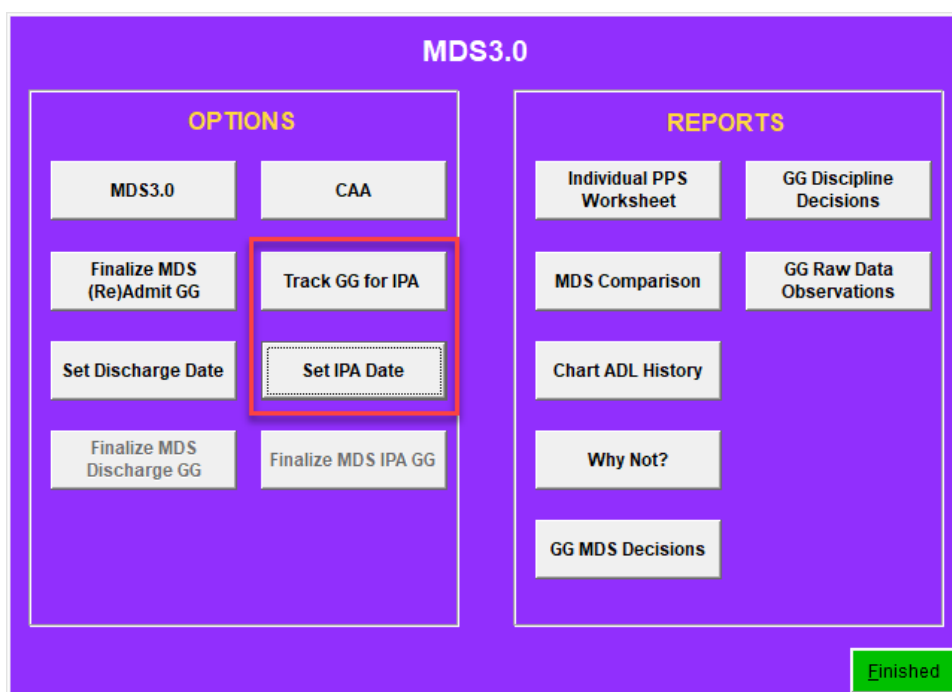 MDS3.0
OPTIONS
MDS3.0
CAA
Finalize MDS
(Re)Admit GG
Track GG for IPA
Set Discharge Date
Set IPA Date
Finalize MDS
Discharge GG
Finalize MDS IPA GG
REPORTS
Individual PPS
Worksheet
GG Discipline
Decisions
MDS Comparison
GG Raw Data
Observations
Chart ADL History
Why Not?
GG MDS Decisions
Finished